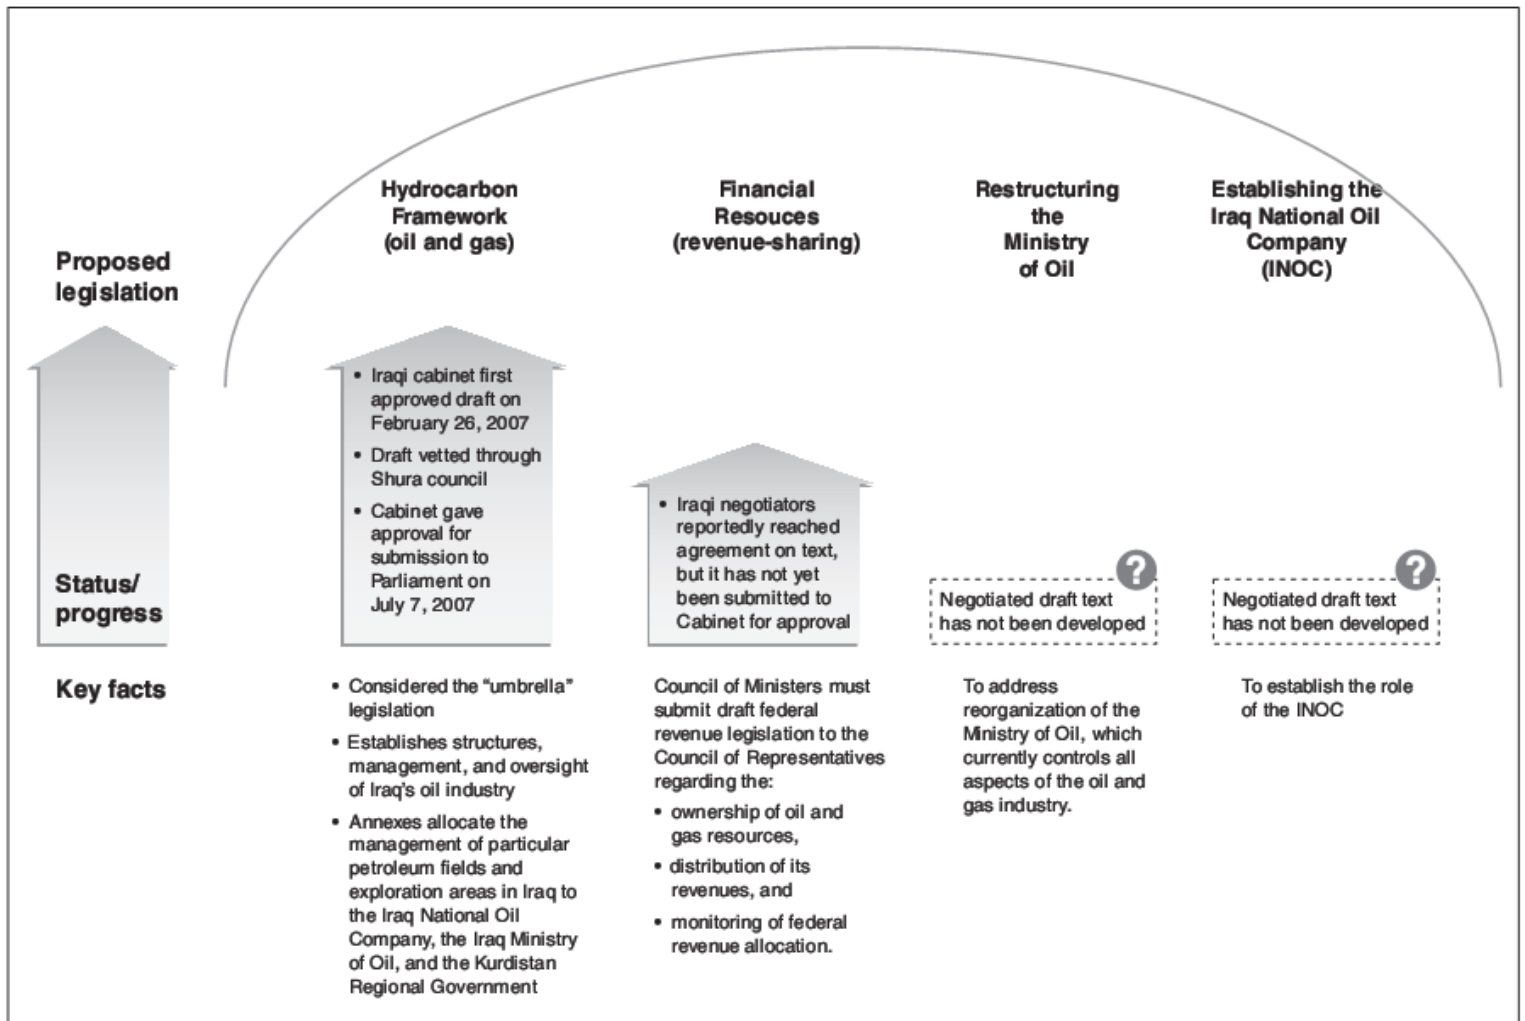 Proposed
legislation
Status/
progress
Key facts
Hydrocarbon
Framework
(oil and gas)
• Iraqi cabinet first
approved draft on
February 26, 2007
• Draft vetted through
Shura council
• Cabinet gave
approval for
submission to
Parliament on
July 7, 2007
• Considered the “umbrella”
legislation
• Establishes structures,
management, and oversight
of Iraq’s oil industry
• Annexes allocate the
management of particular
petroleum fields and
exploration areas in Iraq to
the Iraq National Oil
Company, the Iraq Ministry
of Oil, and the Kurdistan
Regional Government
Financial
Resouces
(revenue-sharing)
• Iraqi negotiators
reportedly reached
agreement on text,
but it has not yet
been submitted to
Cabinet for approval
Council of Ministers must
submit draft federal
revenue legislation to the
Council of Representatives
regarding the:
• ownership of oil and
gas resources,
• distribution of its
revenues, and
• monitoring of federal
revenue allocation.
Restructuring
the
Ministry
of Oil
?
Negotiated draft text
has not been developed
To address
reorganization of the
Ministry of Oil, which
currently controls all
aspects of the oil and
gas industry.
Establishing the
Iraq National Oil
Company
(INOC)
?
Negotiated draft text
has not been developed
To establish the role
of the INOC